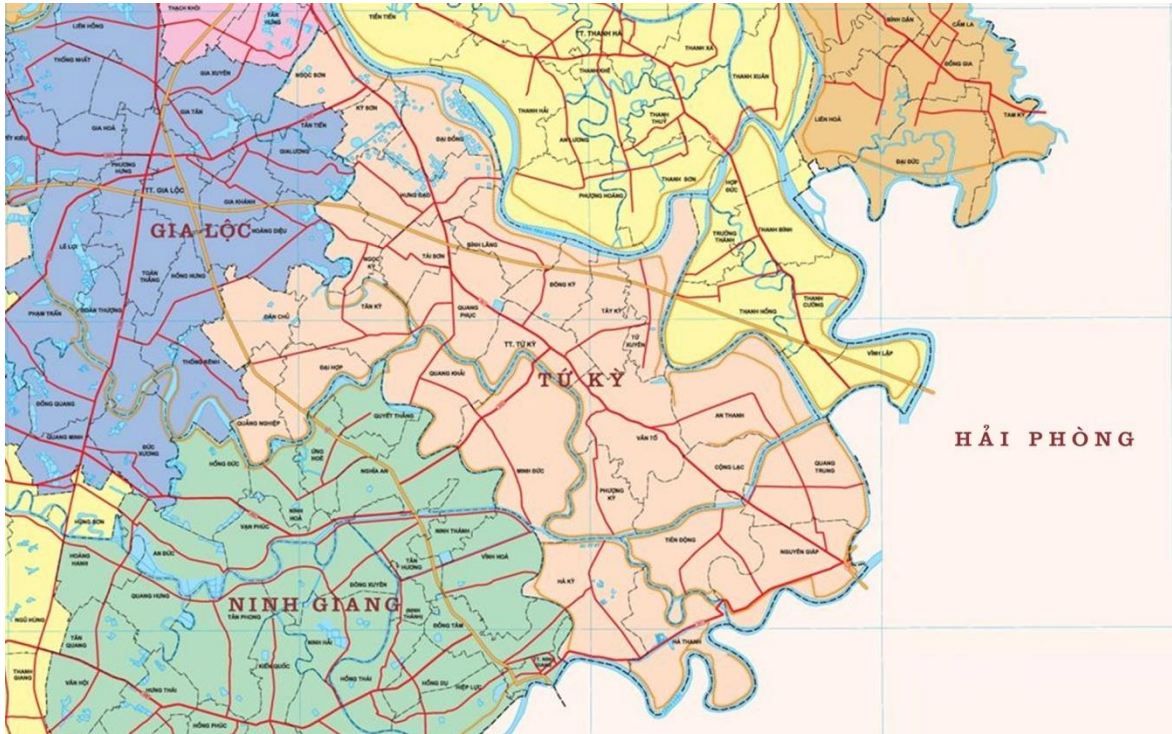 THẠCH KHÔI
TÂN HƯNG
LIÊN HỒNG
THỐNG NHẤT
GIA XUYÊN
NGỌC SƠN
KỲ SƠN
GIA TÂN
TÂN TIẾN
GIA HOÀ
PHƯƠNG HƯNG
GIA LƯƠNG
TT. GIA LỘC
GIA KHÁNH
GIA LỘC
HOÀNG DIỆU
LÊ LỢI
TOÀN THẮNG
HỒNG HƯNG
PHẠM TRẤN
ĐOÀN THƯỢNG
THỐNG KÊNH
ĐỒNG QUANG
QUANG MINH
ĐỨC XƯƠNG
TIỀN TIẾN
TT. THANH HÀ
THANH XÁ
THANH KHÊ
THANH XUÂN
THANH HẢI
THANH THUỶ
AN LƯƠNG
PHƯỢNG HOÀNG
THANH SƠN
HỢP ĐỨC
TRƯỜNG THÀNH
THANH BÍNH
THANH CƯỜNG
THANH HỒNG
VĨNH LẬP
BÌNH DÂN
CẨM LA
ĐỒNG GIA
LIÊN HOÀ
TAM KỲ
ĐẠI ĐỨC
ĐẠI ĐỒNG
HƯNG ĐẠO
BÌNH LÃNG
TÁI SƠN
NGỌC KỲ
TÂN KỲ
DÂN CHỦ
ĐẠI HỢP
QUẢNG NGHIỆP
QUANG PHỤC
ĐÔNG KỲ
TÂY KỲ
TỨ XUYÊN
TT. TỨ KỲ
TỨ KỲ
QUANG KHẢI
VĂN TỐ
AN THANH
CỘNG LẠC
QUANG TRUNG
MINH ĐỨC
PHƯỢNG KỲ
TIÊN ĐỘNG
NGUYÊN GIÁP
HÀ KỲ
HÀ THANH
HẢI PHÒNG
QUYẾT THẮNG
ỨNG HOÈ
HỒNG ĐỨC
NGHĨA AN
NINH HOÀ
VẠN PHÚC
NINH THÀNH
VĨNH HOÀ
TÂN HƯƠNG
HÙNG SƠN
HOÀNG HANH
AN ĐỨC
ĐÔNG XUYÊN
QUANG HƯNG
NINH GIANG
TÂN PHONG
(NINH THÀNH)
ĐỒNG TÂM
NINH HẢI
NGŨ HÙNG
TÂN QUANG
KIẾN QUỐC
THANH GIANG
VĂN HỘI
HƯNG THÁI
HỒNG THÁI
HỒNG DỤ
HIỆP LỰC
HỒNG PHÚC